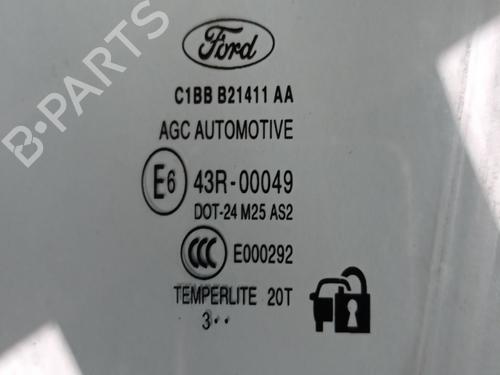 B-PARTS
Ford
C1BB B21411 AA
AGC AUTOMOTIVE
E6 43R-00049
DOT-24 M25 AS2
CCC E000292
TEMPERLITE 20T
3··